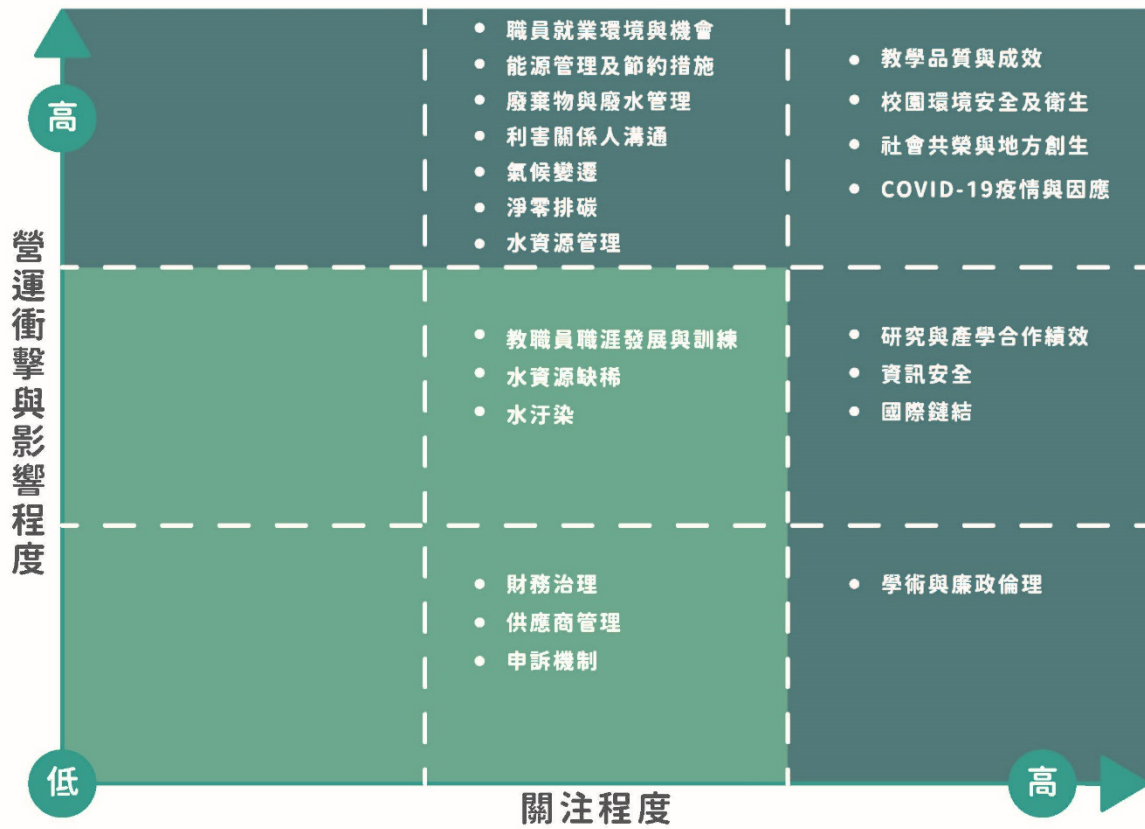 高
營運衝擊與影響程度
職員就業環境與機會
能源管理及節約措施
廢棄物與廢水管理
利害關係人溝通
氣候變遷
淨零排碳
水資源管理
教學品質與成效
校園環境安全及衛生
社會共榮與地方創生
COVID-19疫情與因應
教職員職涯發展與訓練
水資源缺稀
水汙染
研究與產學合作績效
資訊安全
國際鏈結
財務治理
供應商管理
申訴機制
學術與廉政倫理
低
關注程度
高